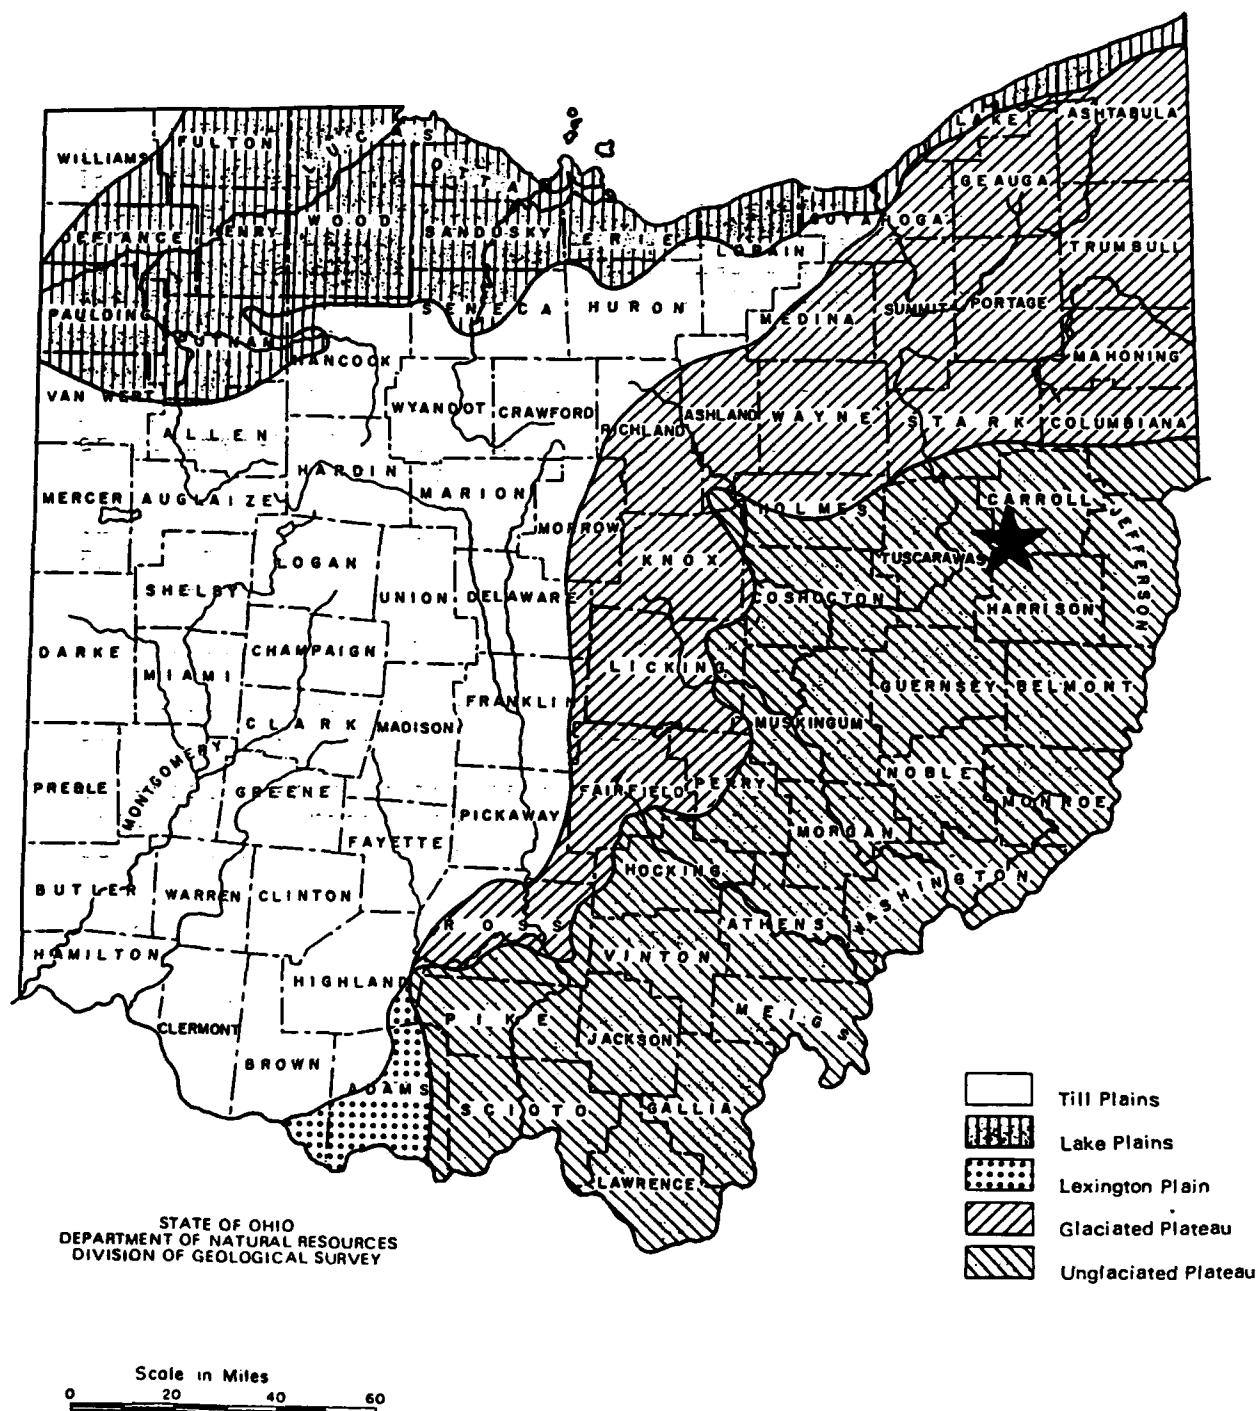 LAKE
ASHTABULA
FULTON
LUCAS
WILLIAMS
OTTAWA
GEAUGA
CUYAHOGA
DEFIANCE
HENRY
WOOD
SANDUSKY
ERIE
LORAIN
TRUMBULL
PAULDING
PUTNAM
SENECA
HURON
MEDINA
SUMMIT
PORTAGE
HANCOCK
MAHONING
VAN WERT
WYANDOT
CRAWFORD
RICHLAND
ASHLAND
WAYNE
STARK
COLUMBIANA
ALLEN
HARDIN
MERCER
AUGLAIZE
MARION
MORROW
HOLMES
CARROLL
JEFFERSON
LOGAN
KNOX
TUSCARAWAS
SHELBY
UNION
DELAWARE
COSHOCTON
HARRISON
DARKE
CHAMPAIGN
MIAMI
LICKING
GUERNSEY
BELMONT
CLARK
MADISON
FRANKLIN
MUSKINGUM
PREBLE
MONTGOMERY
GREENE
FAIRFIELD
PERRY
NOBLE
MONROE
PICKAWAY
FAYETTE
MORGAN
BUTLER
WARREN
CLINTON
HOCKING
WASHINGTON
ROSS
ATHENS
HAMILTON
HIGHLAND
VINTON
CLERMONT
PIKE
MEIGS
BROWN
JACKSON
ADAMS
SCIOTO
GALLIA
LAWRENCE
Till Plains
Lake Plains
Lexington Plain
Glaciated Plateau
Unglaciated Plateau
STATE OF OHIO
DEPARTMENT OF NATURAL RESOURCES
DIVISION OF GEOLOGICAL SURVEY
Scale in Miles
0 20 40 60